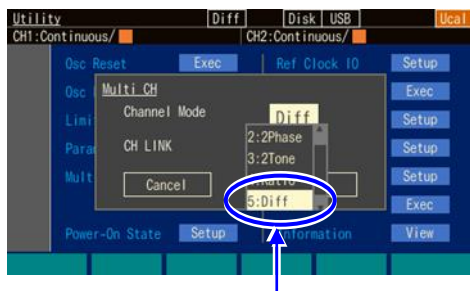 Utility Diff Disk USB Ucal
CH1:Continuous/ CH2:Continuous/
Osc Reset Exec Ref Clock IO Setup
Osc Exec
Multi CH
Channel Mode Diff
Limi Setup
2:2Phase
Para CH LINK Setup
3:2Tone
Mult Cancel Setup
5:Diff
Exec
Power-On State Setup Information View